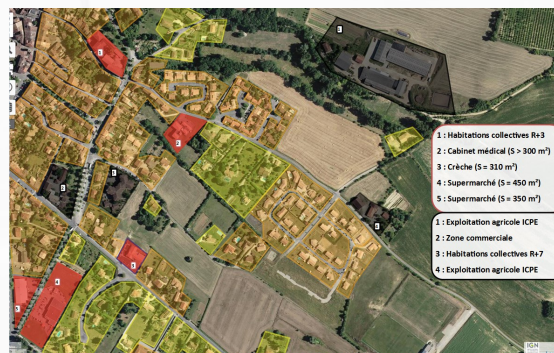 1 : Habitations collectives R+3
2 : Cabinet médical (S > 300 m²)
3 : Crèche (S = 310 m²)
4 : Supermarché (S = 450 m²)
5 : Supermarché (S = 350 m²)
1 : Exploitation agricole ICPE
2 : Zone commerciale
3 : Habitations collectives R+7
4 : Exploitation agricole ICPE
IGN